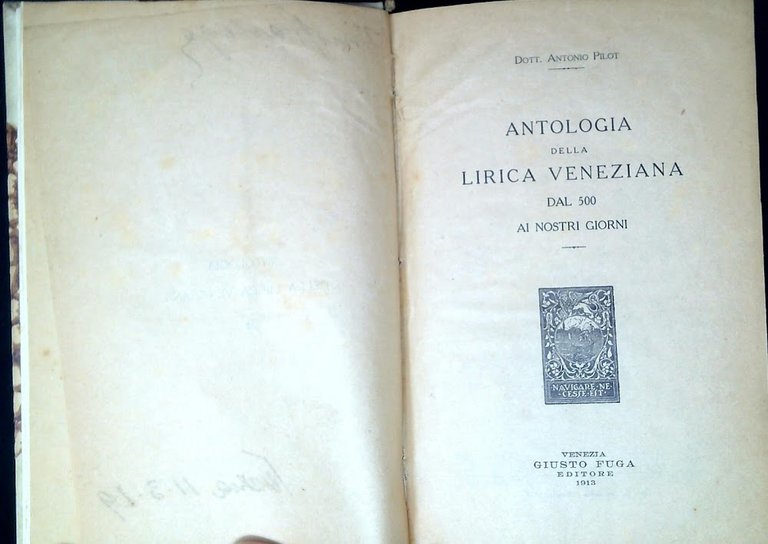 DOTT. ANTONIO PILOT
ANTOLOGIA
DELLA
LIRICA VENEZIANA
DAL 500
AI NOSTRI GIORNI
NAVIGARE·NE
·CESSE·EST·
VENEZIA
GIUSTO FUGA
EDITORE
1913